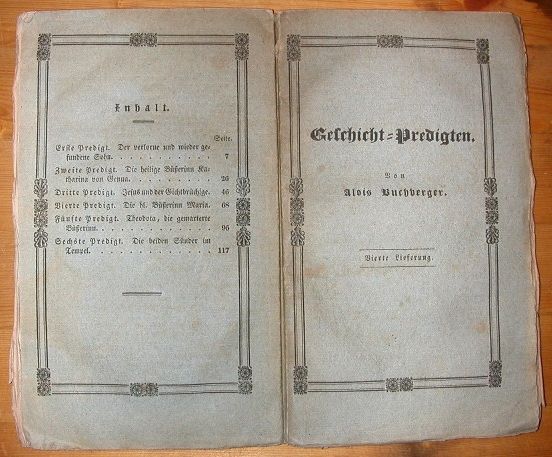 Inhalt.
Seite.
Erste Predigt. Der verlorne und wieder ge-
fundene Sohn. . . . . . . . . . . 7
Zweite Predigt. Die heilige Büßerinn Ka-
tharina von Genua. . . . . . . . . 26
Dritte Predigt. Jesus und der Gichtbrüchige. 46
Vierte Predigt. Die hl. Büßerinn Maria. 68
Fünfte Predigt. Theodota, die gemarterte
Büßerinn. . . . . . . . . . . . . 96
Sechste Predigt. Die beiden Sünder im
Tempel. . . . . . . . . . . . . 117
Geschicht=Predigten.
Von
Alois Buchberger.
Vierte Lieferung.